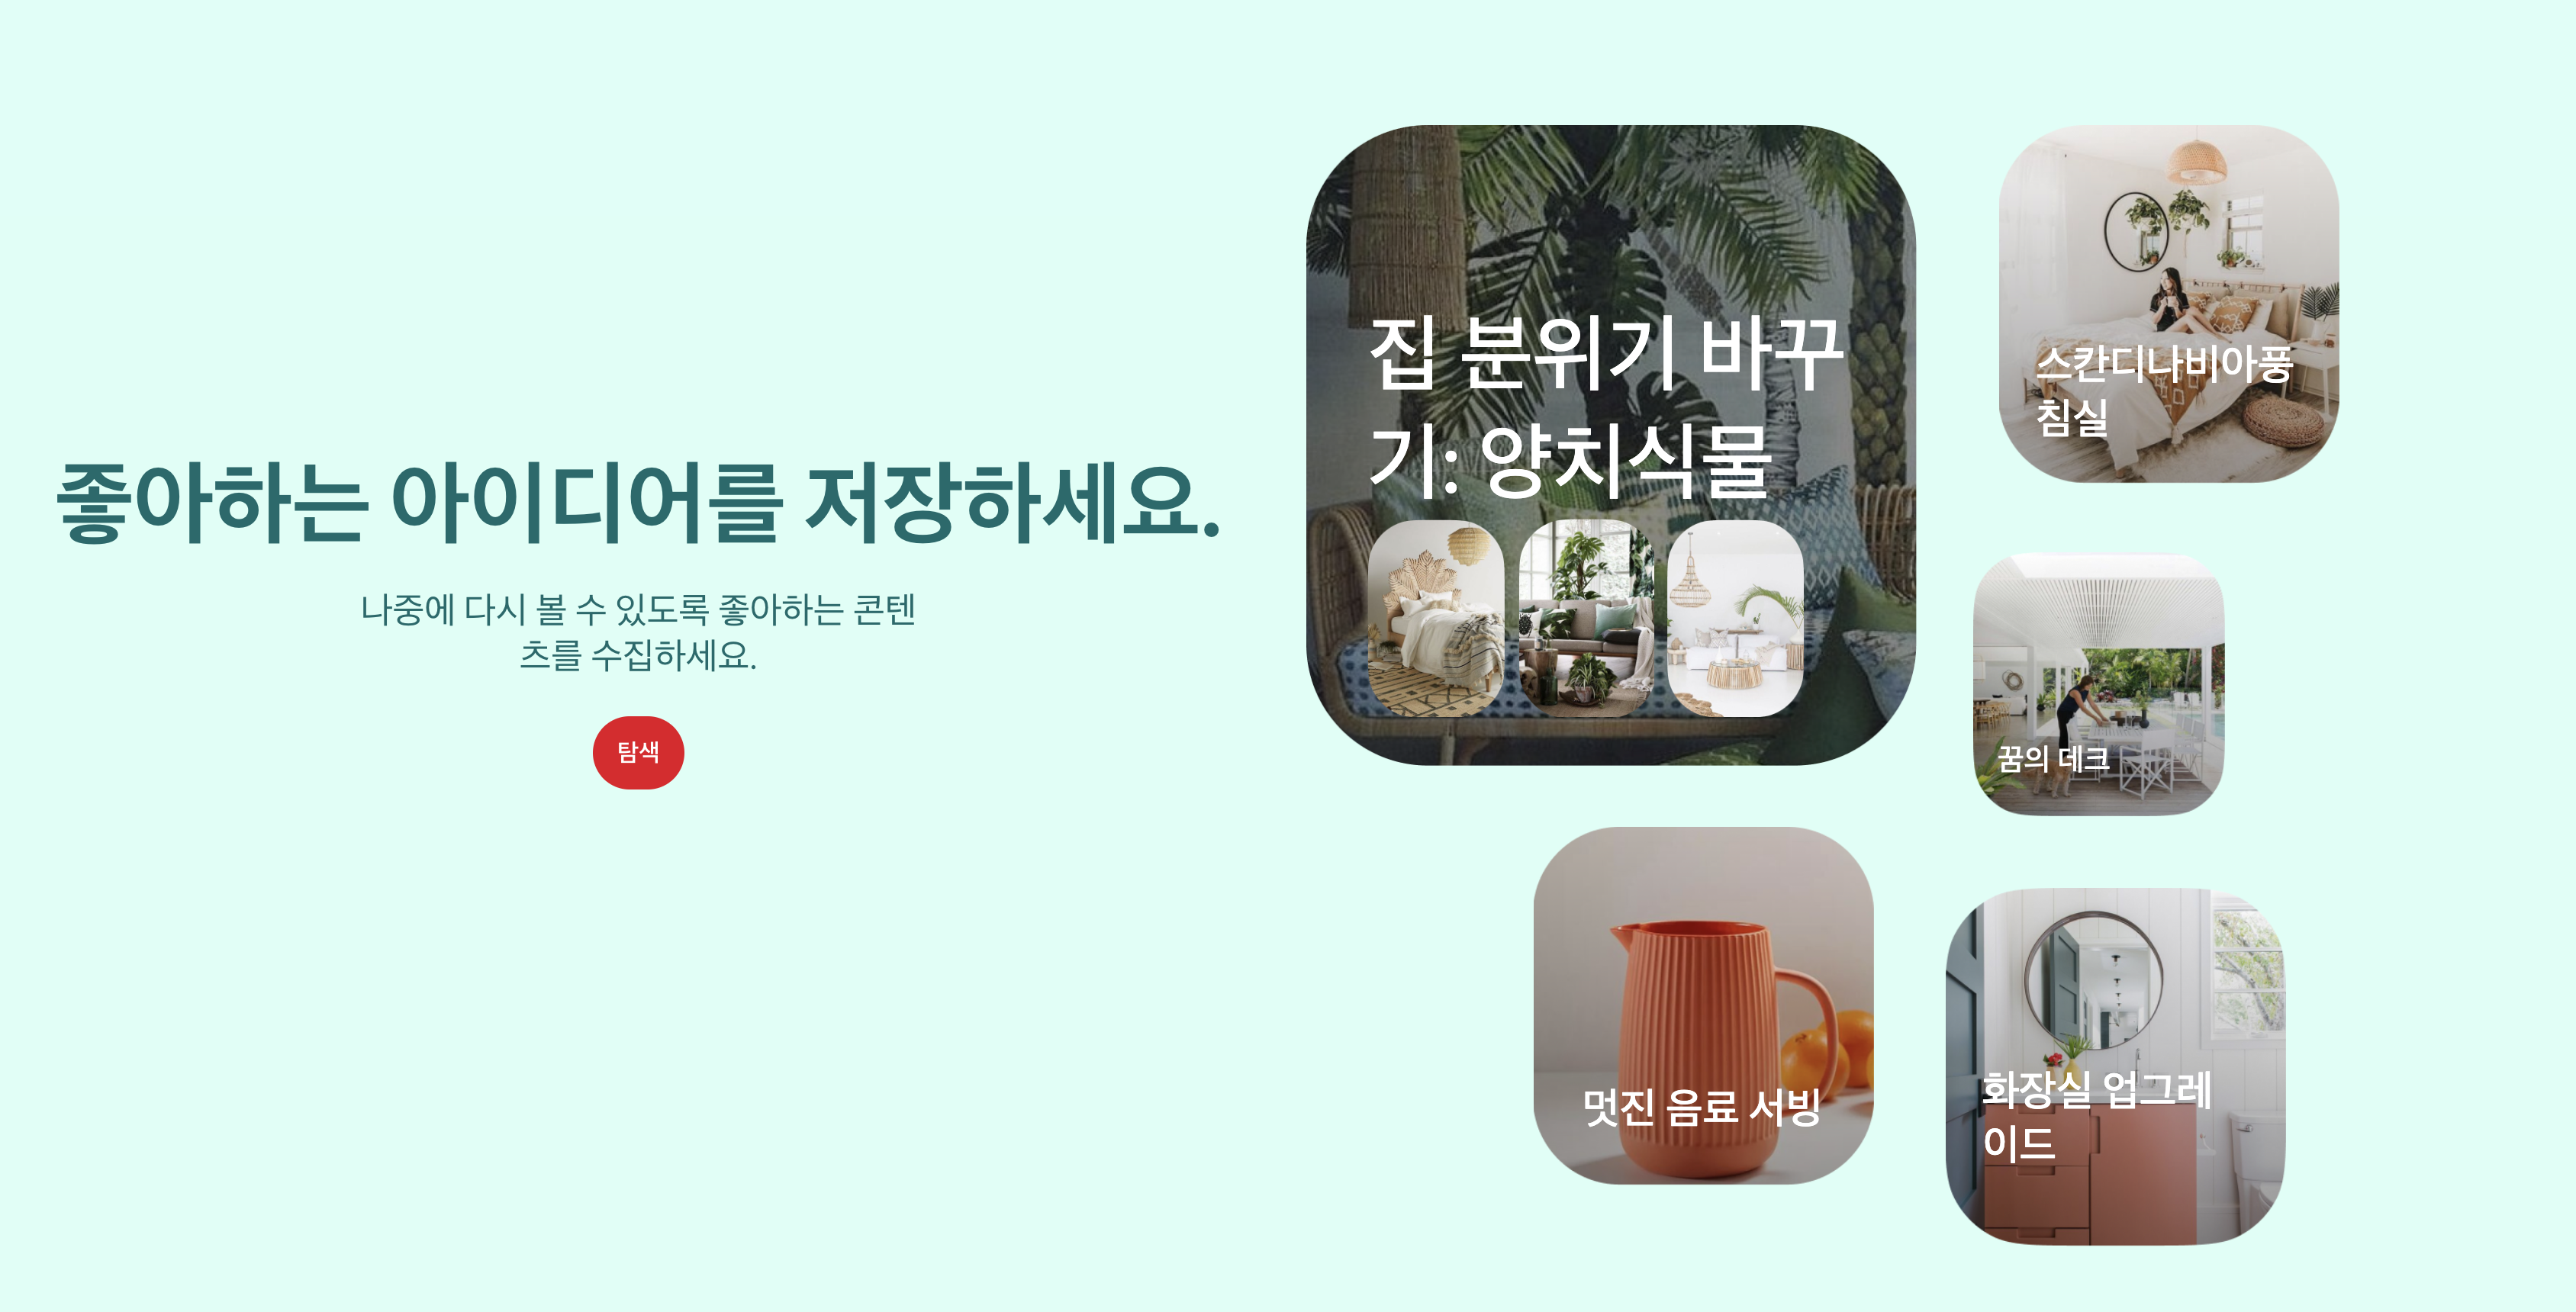 좋아하는 아이디어를 저장하세요.
나중에 다시 볼 수 있도록 좋아하는 콘텐
츠를 수집하세요.
탐색
집 분위기 바꾸
기: 양치식물
스칸디나비아풍
침실
꿈의 데크
멋진 음료 서빙
화장실 업그레
이드